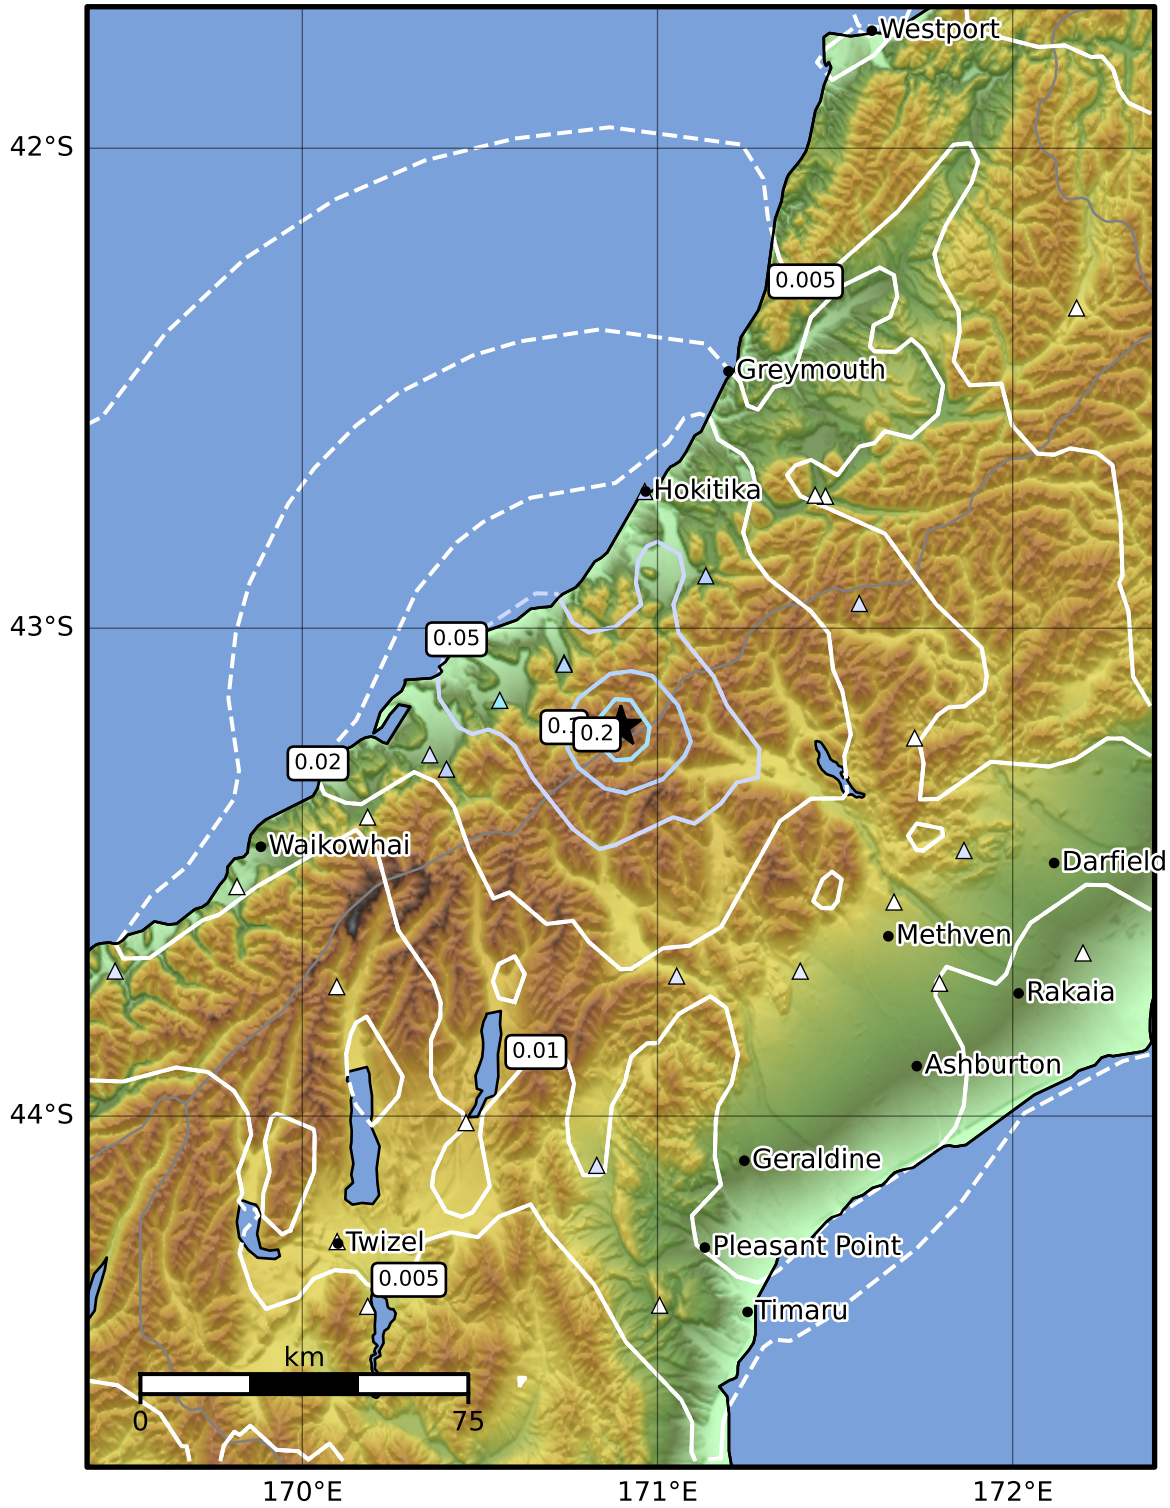 Westport
42°S
0.005
Greymouth
Hokitika
43°S
0.05
0.2
0.02
Waikowhai
Darfield
Methven
Rakaia
0.01
Ashburton
44°S
Geraldine
Twizel
Pleasant Point
0.005
Timaru
km
0
75
170°E
171°E
172°E